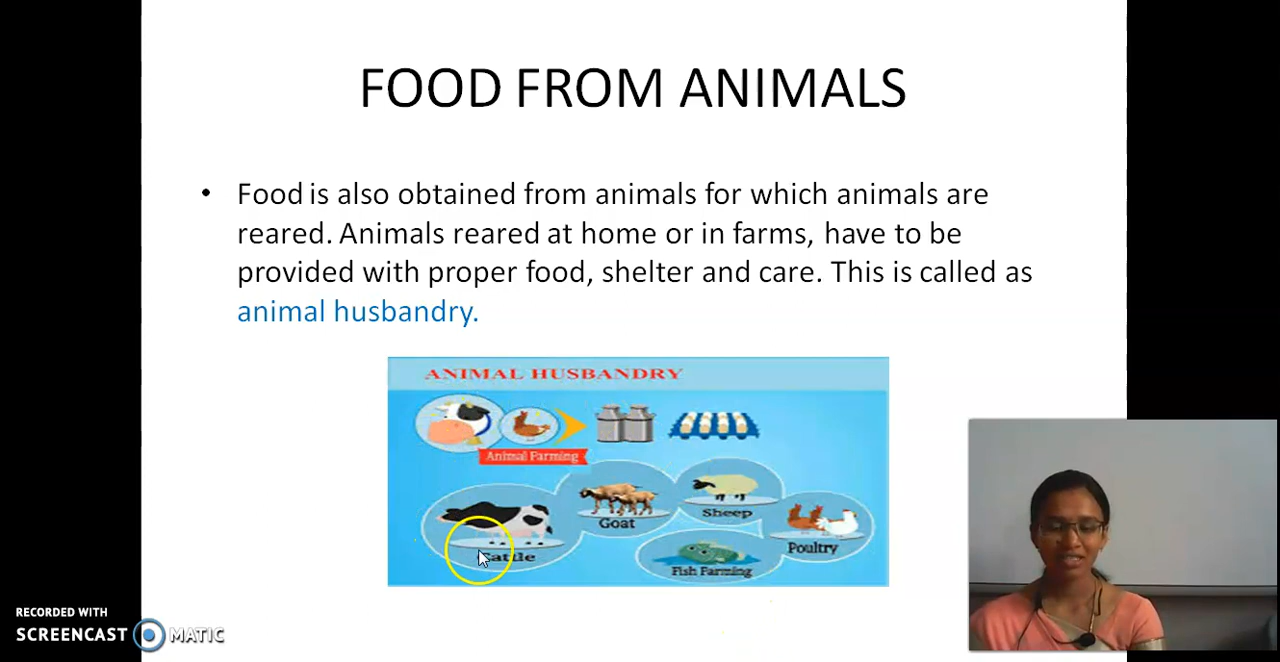 FOOD FROM ANIMALS
• Food is also obtained from animals for which animals are
reared. Animals reared at home or in farms, have to be
provided with proper food, shelter and care. This is called as
animal husbandry.
ANIMAL HUSBANDRY
Animal Farming
Goat
Sheep
Cattle
Poultry
Fish Farming
RECORDED WITH
SCREENCAST MATIC